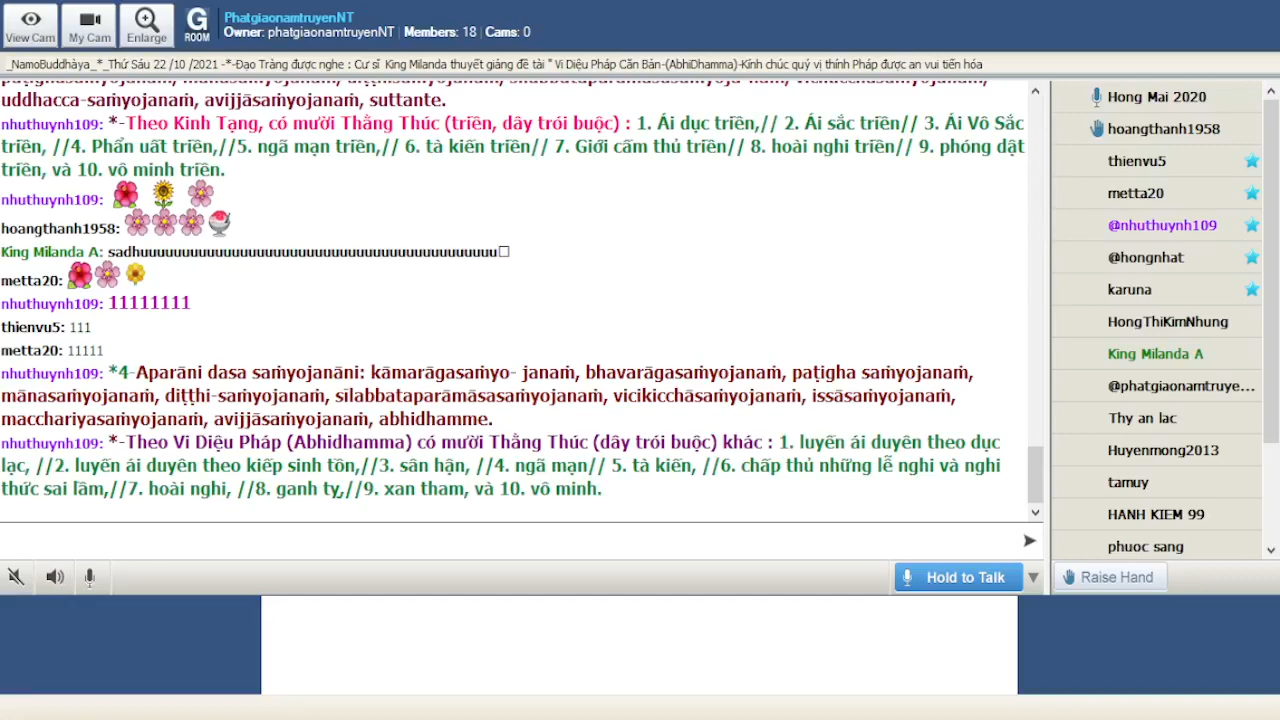 View Cam
My Cam
Enlarge
G
ROOM
PhatgiaonamtruyenNT
Owner: phatgiaonamtruyenNT | Members: 18 | Cams: 0
_NamoBuddhàya_*_Thứ Sáu 22 /10 /2021 -*-Đạo Tràng được nghe : Cư sĩ King Milanda thuyết giảng đề tài " Vi Diệu Pháp Căn Bản-(AbhiDhamma)-Kính chúc quý vị thính Pháp được an vui tiến hóa
uddhacca-saṁyojanaṁ, avijjāsaṁyojanaṁ, suttante.
nhuthuynh109: *-Theo Kinh Tạng, có mười Thằng Thúc (triền, dây trói buộc) : 1. Ái dục triền,// 2. Ái sắc triền// 3. Ái Vô Sắc
triền, //4. Phẩn uất triền,//5. ngã mạn triền,// 6. tà kiến triền// 7. Giới cấm thủ triền// 8. hoài nghi triền// 9. phóng dật
triền, và 10. vô minh triền.
nhuthuynh109:
hoangthanh1958:
King Milanda A: sadhuuuuuuuuuuuuuuuuuuuuuuuuuuuuuuuuuuuuuuuuuuu
metta20:
nhuthuynh109: 11111111
thienvu5: 111
metta20: 11111
nhuthuynh109: *4-Aparāni dasa saṁyojanāni: kāmarāgasaṁyo- janaṁ, bhavarāgasaṁyojanaṁ, paṭigha saṁyojanaṁ,
mānasaṁyojanaṁ, diṭṭhi-saṁyojanaṁ, sīlabbataparāmāsasaṁyojanaṁ, vicikicchāsaṁyojanaṁ, issāsaṁyojanaṁ,
macchariyasaṁyojanaṁ, avijjāsaṁyojanaṁ, abhidhamme.
nhuthuynh109: *-Theo Vi Diệu Pháp (Abhidhamma) có mười Thằng Thúc (dây trói buộc) khác : 1. luyến ái duyên theo dục
lạc, //2. luyến ái duyên theo kiếp sinh tồn,//3. sân hận, //4. ngã mạn// 5. tà kiến, //6. chấp thủ những lễ nghi và nghi
thức sai lầm,//7. hoài nghi, //8. ganh tỵ,//9. xan tham, và 10. vô minh.
Hold to Talk
Hong Mai 2020
hoangthanh1958
thienvu5
metta20
@nhuthuynh109
@hongnhat
karuna
HongThiKimNhung
King Milanda A
@phatgiaonamtruye...
Thy an lac
Huyenmong2013
tamuy
HANH KIEM 99
phuoc sang
Raise Hand